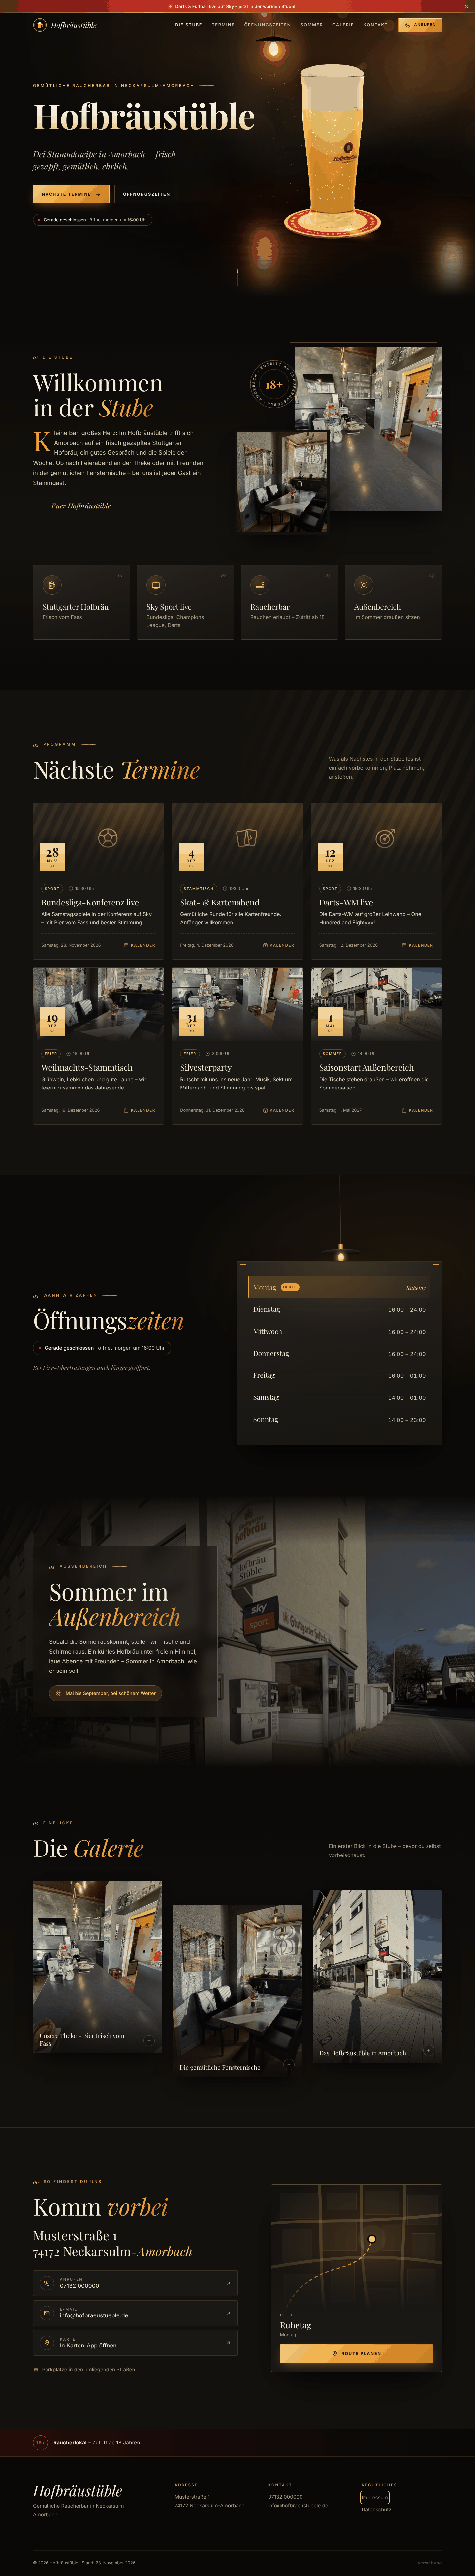 Darts & Fußball live auf Sky – jetzt in der warmen Stube!
Hofbräustüble
DIE STUBE TERMINE ÖFFNUNGSZEITEN SOMMER GALERIE KONTAKT
ANRUFEN
GEMÜTLICHE RAUCHERBAR IN NECKARSULM-AMORBACH
Hofbräustüble
Dei Stammkneipe in Amorbach – frisch
gezapft, gemütlich, ehrlich.
NÄCHSTE TERMINE →
ÖFFNUNGSZEITEN
Gerade geschlossen · öffnet morgen um 16:00 Uhr
01 DIE STUBE
Willkommen
in der Stube
18+
Kleine Bar, großes Herz: Im Hofbräustüble trifft sich
Amorbach auf ein frisch gezapftes Stuttgarter
Hofbräu, ein gutes Gespräch und die Spiele der
Woche. Ob nach Feierabend an der Theke oder mit Freunden
in der gemütlichen Fensternische – bei uns ist jeder Gast ein
Stammgast.
Euer Hofbräustüble
Stuttgarter Hofbräu
Frisch vom Fass
Sky Sport live
Bundesliga, Champions
League, Darts
Raucherbar
Rauchen erlaubt – Zutritt ab 18
Außenbereich
Im Sommer draußen sitzen
02 PROGRAMM
Nächste Termine
Was als Nächstes in der Stube los ist –
einfach vorbeikommen, Platz nehmen,
anstoßen.
28
NOV
SA
SPORT 15:30 Uhr
Bundesliga-Konferenz live
Alle Samstagsspiele in der Konferenz auf Sky
– mit Bier vom Fass und bester Stimmung.
Samstag, 28. November 2026 KALENDER
4
DEZ
FR
STAMMTISCH 19:00 Uhr
Skat- & Kartenabend
Gemütliche Runde für alle Kartenfreunde.
Anfänger willkommen!
Freitag, 4. Dezember 2026 KALENDER
12
DEZ
SA
SPORT 19:30 Uhr
Darts-WM live
Die Darts-WM auf großer Leinwand – One
Hundred and Eightyyy!
Samstag, 12. Dezember 2026 KALENDER
19
DEZ
SA
FEIER 18:00 Uhr
Weihnachts-Stammtisch
Glühwein, Lebkuchen und gute Laune – wir
feiern zusammen das Jahresende.
Samstag, 19. Dezember 2026 KALENDER
31
DEZ
DO
FEIER 20:00 Uhr
Silvesterparty
Rutscht mit uns ins neue Jahr! Musik, Sekt um
Mitternacht und Stimmung bis spät.
Donnerstag, 31. Dezember 2026 KALENDER
1
MAI
SA
SOMMER 14:00 Uhr
Saisonstart Außenbereich
Die Tische stehen draußen – wir eröffnen die
Sommersaison.
Samstag, 1. Mai 2027 KALENDER
03 WANN WIR ZAPFEN
Öffnungszeiten
Gerade geschlossen · öffnet morgen um 16:00 Uhr
Bei Live-Übertragungen auch länger geöffnet.
Montag HEUTE Ruhetag
Dienstag 16:00 – 24:00
Mittwoch 16:00 – 24:00
Donnerstag 16:00 – 24:00
Freitag 16:00 – 01:00
Samstag 14:00 – 01:00
Sonntag 14:00 – 23:00
04 AUSSENBEREICH
Sommer im
Außenbereich
Sobald die Sonne rauskommt, stellen wir Tische und
Schirme raus. Ein kühles Hofbräu unter freiem Himmel,
laue Abende mit Freunden – Sommer in Amorbach, wie
er sein soll.
Mai bis September, bei schönem Wetter
Hofbräu
Stüble
sky
sport
05 EINBLICKE
Die Galerie
Ein erster Blick in die Stube – bevor du selbst
vorbeischaust.
Unsere Theke – Bier frisch vom
Fass
Die gemütliche Fensternische
Das Hofbräustüble in Amorbach
06 SO FINDEST DU UNS
Komm vorbei
Musterstraße 1
74172 Neckarsulm-Amorbach
ANRUFEN
07132 000000
E-MAIL
info@hofbraeustueble.de
KARTE
In Karten-App öffnen
Parkplätze in den umliegenden Straßen.
HEUTE
Ruhetag
Montag
ROUTE PLANEN
18+ Raucherlokal – Zutritt ab 18 Jahren
Hofbräustüble
Gemütliche Raucherbar in Neckarsulm-
Amorbach
ADRESSE
Musterstraße 1
74172 Neckarsulm-Amorbach
KONTAKT
07132 000000
info@hofbraeustueble.de
RECHTLICHES
Impressum
Datenschutz
© 2026 Hofbräustüble · Stand: 23. November 2026
Verwaltung